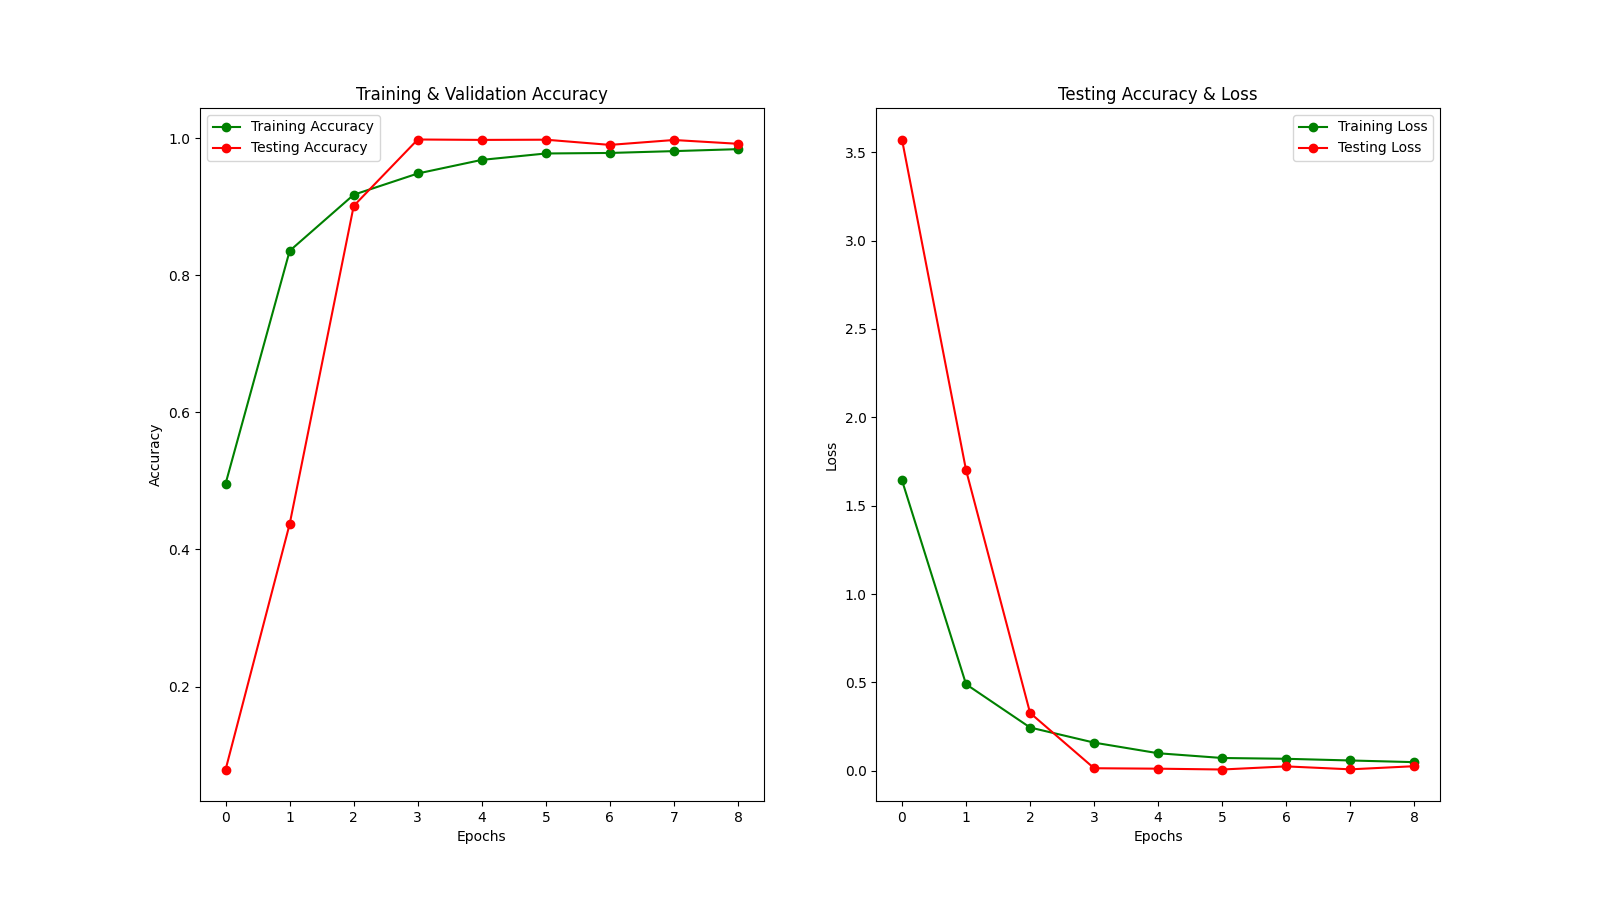 Training & Validation Accuracy
Training Accuracy
Testing Accuracy
1.0
0.8
0.6
0.4
0.2
Accuracy
0 1 2 3 4 5 6 7 8
Epochs
Testing Accuracy & Loss
Training Loss
Testing Loss
3.5
3.0
2.5
2.0
1.5
1.0
0.5
0.0
Loss
0 1 2 3 4 5 6 7 8
Epochs